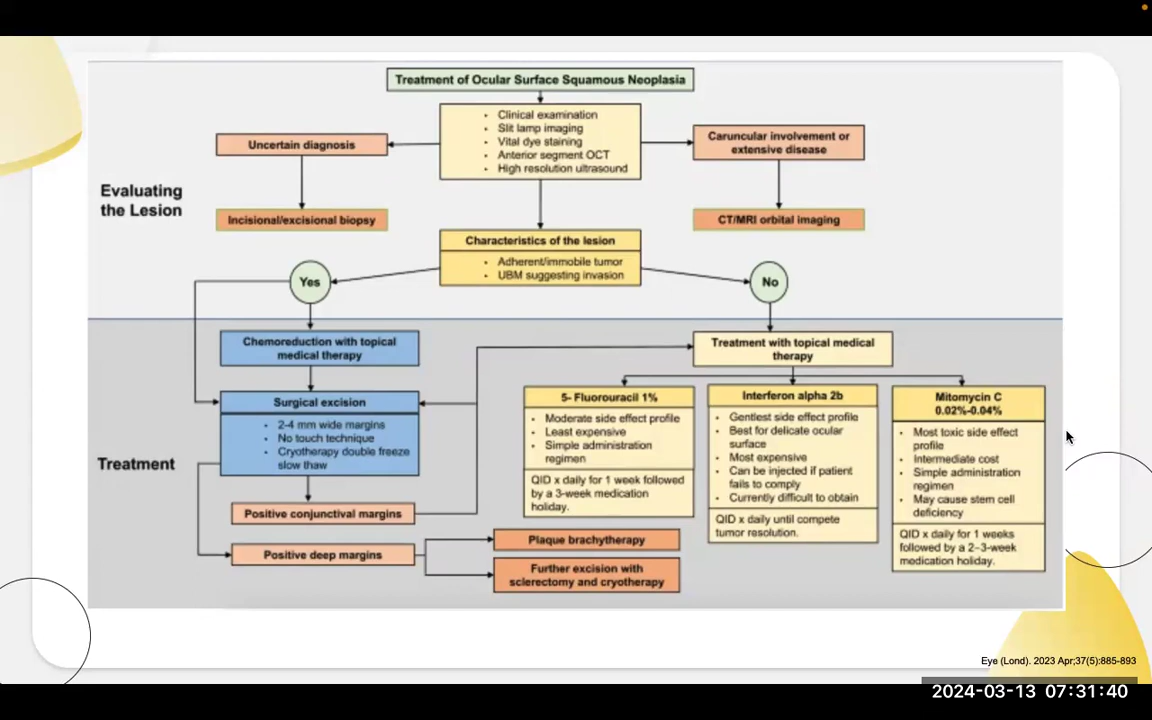 Treatment of Ocular Surface Squamous Neoplasia
• Clinical examination
• Slit lamp imaging
• Vital dye staining
• Anterior segment OCT
• High resolution ultrasound
Uncertain diagnosis
Caruncular involvement or
extensive disease
Evaluating
the Lesion
Incisional/excisional biopsy
CT/MRI orbital imaging
Characteristics of the lesion
• Adherent/immobile tumor
• UBM suggesting invasion
Yes
No
Chemoreduction with topical
medical therapy
Treatment with topical medical
therapy
Surgical excision
• 2-4 mm wide margins
• No touch technique
• Cryotherapy double freeze
slow thaw
5- Fluorouracil 1%
• Moderate side effect profile
• Least expensive
• Simple administration
regimen
QID x daily for 1 week followed
by a 3-week medication
holiday.
Interferon alpha 2b
• Gentlest side effect profile
• Best for delicate ocular
surface
• Most expensive
• Can be injected if patient
fails to comply
• Currently difficult to obtain
QID x daily until compete
tumor resolution.
Mitomycin C
0.02%-0.04%
• Most toxic side effect
profile
• Intermediate cost
• Simple administration
regimen
• May cause stem cell
deficiency
QID x daily for 1 weeks
followed by a 2–3-week
medication holiday.
Treatment
Positive conjunctival margins
Positive deep margins
Plaque brachytherapy
Further excision with
sclerectomy and cryotherapy
Eye (Lond). 2023 Apr;37(5):885-893
2024-03-13 07:31:40